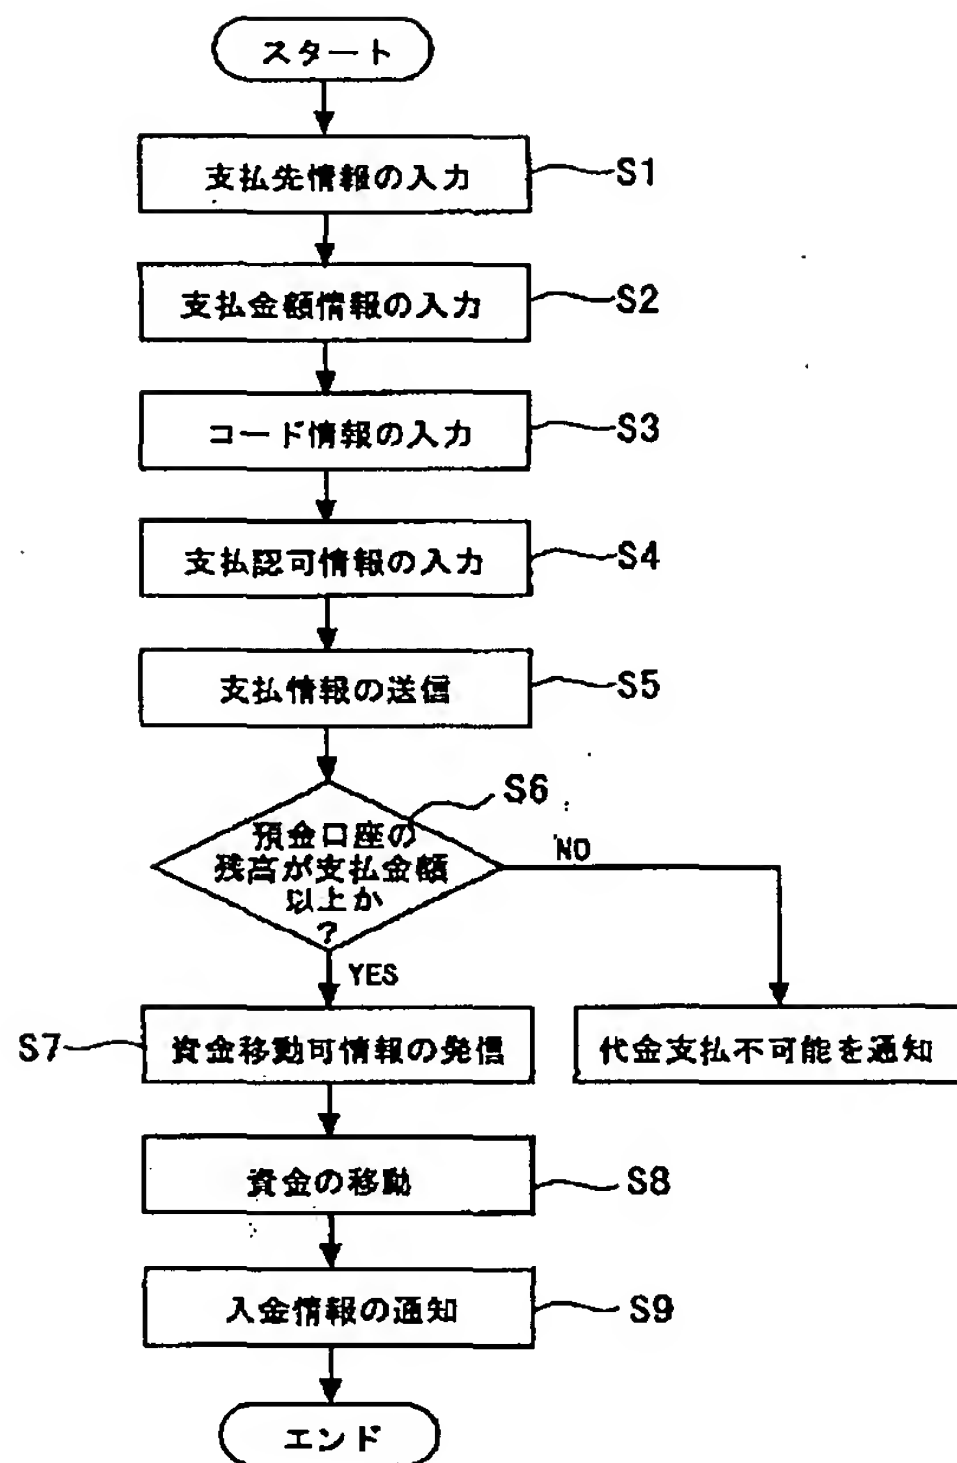 スタート
支払先情報の入力
S1
支払金額情報の入力
S2
コード情報の入力
S3
支払認可情報の入力
S4
支払情報の送信
S5
S6
預金口座の
残高が支払金額
以上か
?
NO
YES
S7
資金移動可情報の発信
代金支払不可能を通知
資金の移動
S8
入金情報の通知
S9
エンド